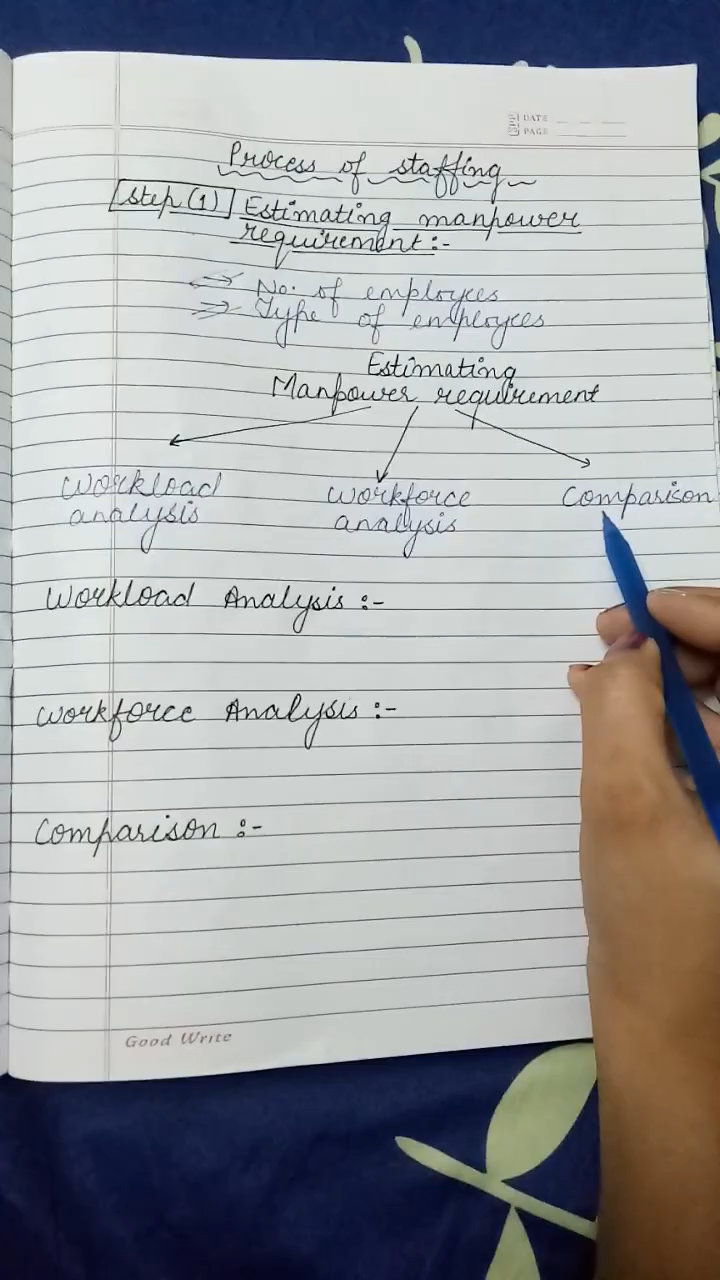 DATE
PAGE
Process of staffing
Step (1) Estimating manpower
requirement :-
No. of employees
Type of employees
Estimating
Manpower requirement
Workload analysis
Workforce analysis
Comparison
Workload Analysis :-
Workforce Analysis :-
Comparison :-
Good Write